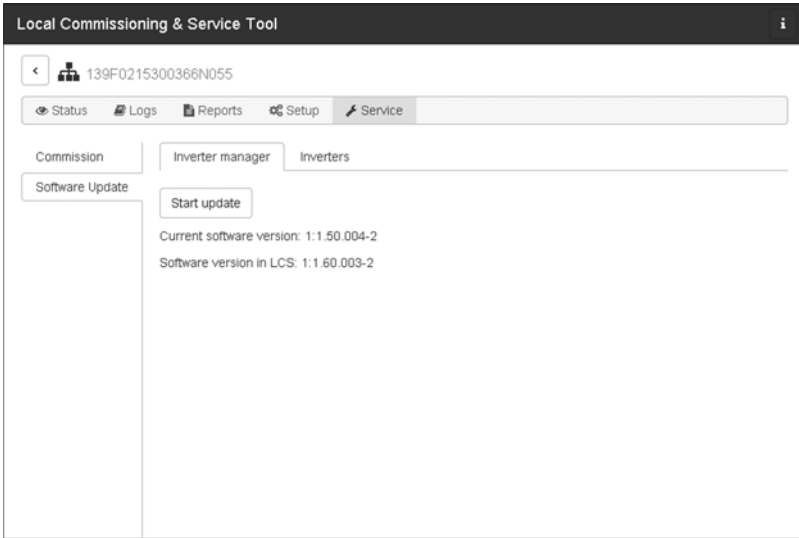 Local Commissioning & Service Tool
139F0215300366N055
Status Logs Reports Setup Service
Commission
Software Update
Inverter manager Inverters
Start update
Current software version: 1:1.50.004-2
Software version in LCS: 1:1.60.003-2